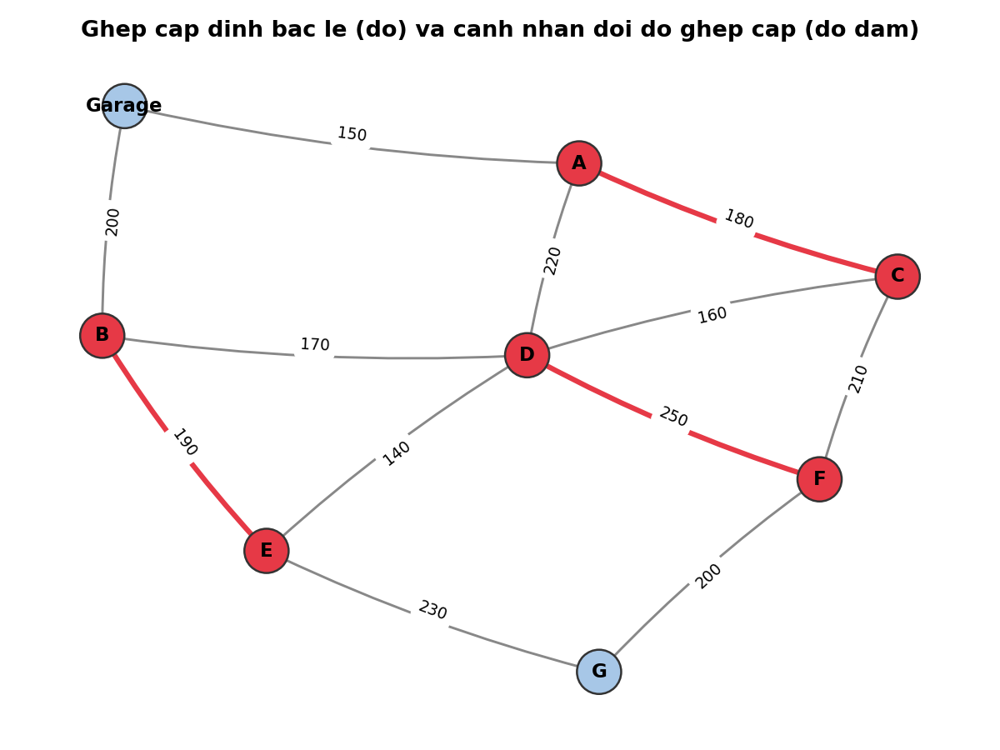 Ghep cap dinh bac le (do) va canh nhan doi do ghep cap (do dam)
Garage
150
A
180
200
220
C
160
B
170
D
210
250
190
140
F
E
200
230
G